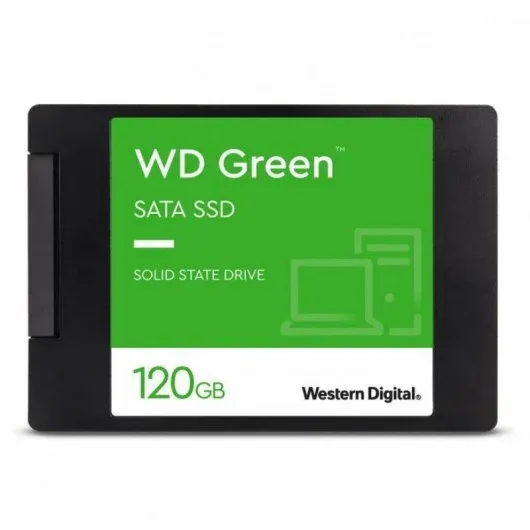 WD Green™
SATA SSD
SOLID STATE DRIVE
120GB
Western Digital®